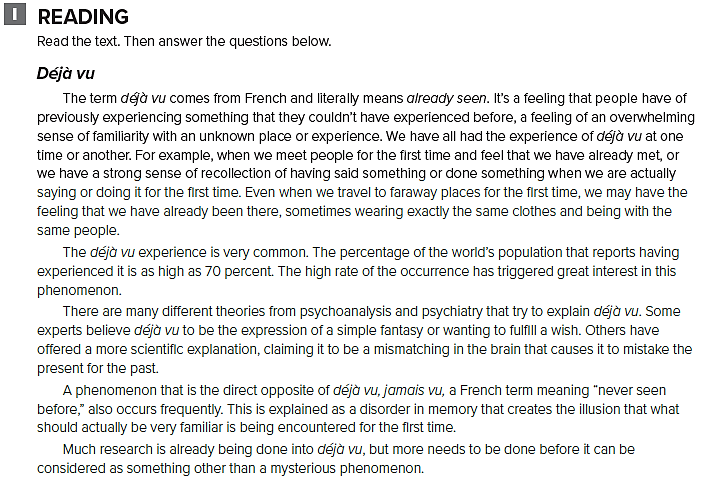 I READING
Read the text. Then answer the questions below.
Déjà vu
The term déjà vu comes from French and literally means already seen. It's a feeling that people have of
previously experiencing something that they couldn't have experienced before, a feeling of an overwhelming
sense of familiarity with an unknown place or experience. We have all had the experience of déjà vu at one
time or another. For example, when we meet people for the first time and feel that we have already met, or
we have a strong sense of recollection of having said something or done something when we are actually
saying or doing it for the first time. Even when we travel to faraway places for the first time, we may have the
feeling that we have already been there, sometimes wearing exactly the same clothes and being with the
same people.
The déjà vu experience is very common. The percentage of the world's population that reports having
experienced it is as high as 70 percent. The high rate of the occurrence has triggered great interest in this
phenomenon.
There are many different theories from psychoanalysis and psychiatry that try to explain déjà vu. Some
experts believe déjà vu to be the expression of a simple fantasy or wanting to fulfill a wish. Others have
offered a more scientific explanation, claiming it to be a mismatching in the brain that causes it to mistake the
present for the past.
A phenomenon that is the direct opposite of déjà vu, jamais vu, a French term meaning "never seen
before," also occurs frequently. This is explained as a disorder in memory that creates the illusion that what
should actually be very familiar is being encountered for the first time.
Much research is already being done into déjà vu, but more needs to be done before it can be
considered as something other than a mysterious phenomenon.